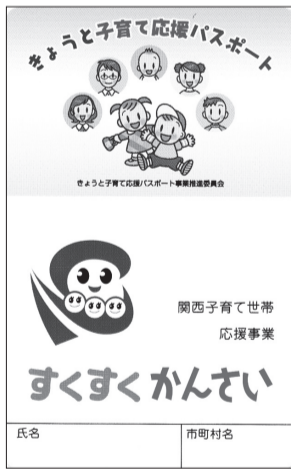 きょうと子育て応援パスポート
きょうと子育て応援パスポート事業推進委員会
関西子育て世帯
応援事業
すくすくかんさい
氏名
市町村名